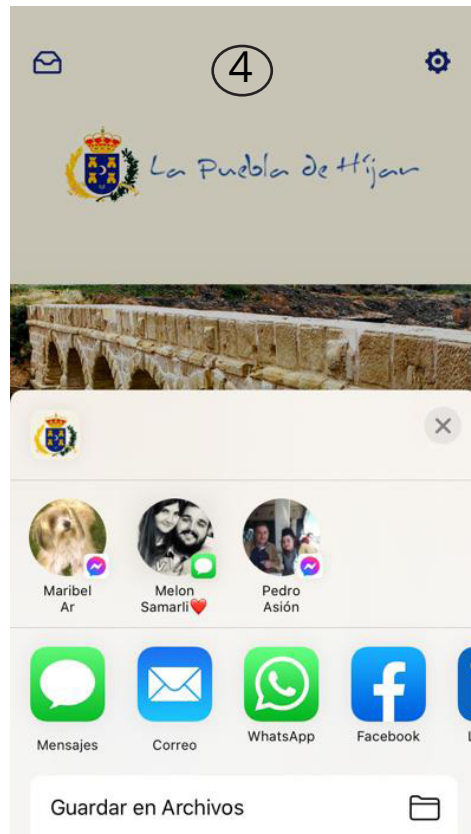 4
La Puebla de Híjar
Maribel
Ar
Melon
Samarli❤️
Pedro
Asión
Mensajes
Correo
WhatsApp
Facebook
L
Guardar en Archivos